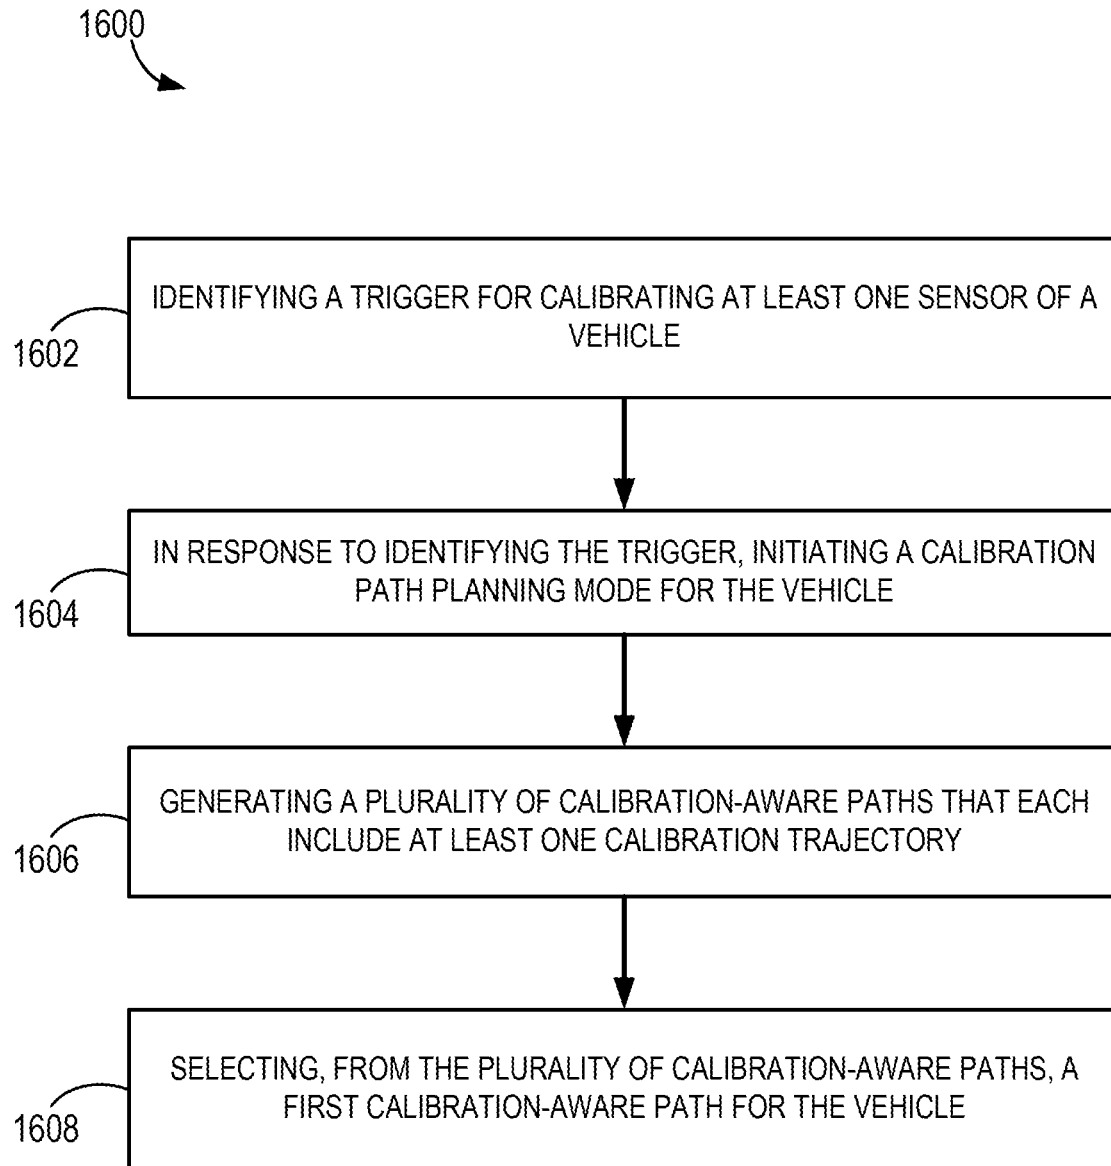 1600
IDENTIFYING A TRIGGER FOR CALIBRATING AT LEAST ONE SENSOR OF A
VEHICLE
1602
IN RESPONSE TO IDENTIFYING THE TRIGGER, INITIATING A CALIBRATION
PATH PLANNING MODE FOR THE VEHICLE
1604
GENERATING A PLURALITY OF CALIBRATION-AWARE PATHS THAT EACH
INCLUDE AT LEAST ONE CALIBRATION TRAJECTORY
1606
SELECTING, FROM THE PLURALITY OF CALIBRATION-AWARE PATHS, A
FIRST CALIBRATION-AWARE PATH FOR THE VEHICLE
1608